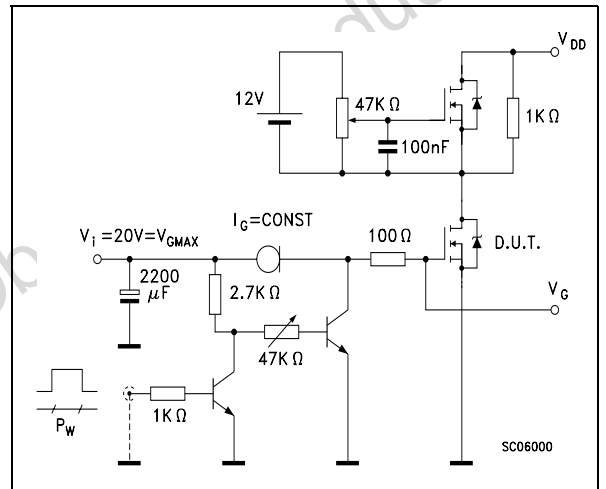 V_DD
12V
47K Ω
1K Ω
100nF
I_G=CONST
V_i =20V=V_GMAX
100 Ω
D.U.T.
2200
μF
2.7K Ω
V_G
47K Ω
1K Ω
P_W
SC06000